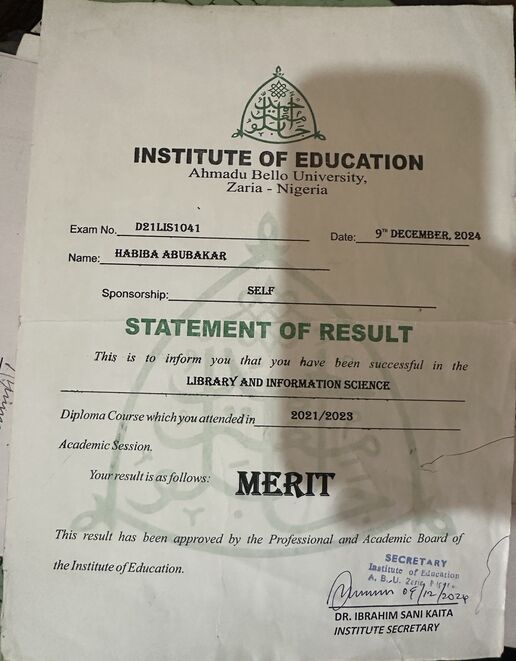 INSTITUTE OF EDUCATION
Ahmadu Bello University,
Zaria - Nigeria
Exam No. D21LIS1041
Date: 9TH DECEMBER, 2024
Name: HABIBA ABUBAKAR
Sponsorship: SELF
STATEMENT OF RESULT
This is to inform you that you have been successful in the
LIBRARY AND INFORMATION SCIENCE
Diploma Course which you attended in 2021/2023
Academic Session.
Your result is as follows: MERIT
This result has been approved by the Professional and Academic Board of
the Institute of Education.
SECRETARY
Institute of Education
A. B. U. Zaria
09/12/2024
DR. IBRAHIM SANI KAITA
INSTITUTE SECRETARY